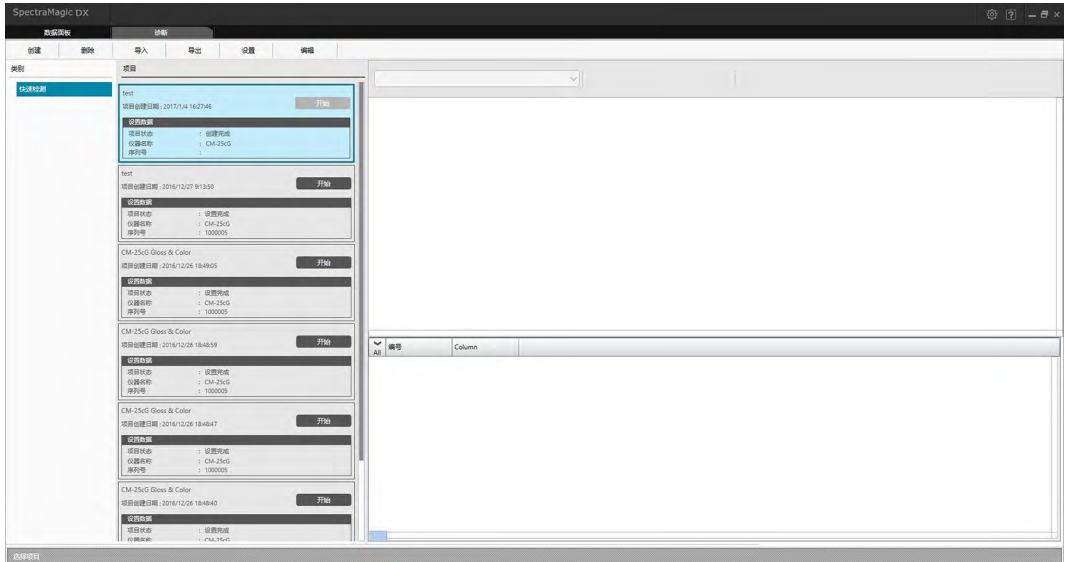 SpectraMagic DX
数据面板 诊断
创建 删除 导入 导出 设置 编辑
类别 项目
快速检测
test
项目创建日期 : 2017/1/4 16:27:46 开始
设置数据
项目状态 : 创建完成
仪器名称 : CM-25cG
序列号 :
test
项目创建日期 : 2016/12/27 9:13:50 开始
设置数据
项目状态 : 设置完成
仪器名称 : CM-25cG
序列号 : 1000005
CM-25cG Gloss & Color
项目创建日期 : 2016/12/26 18:49:05 开始
设置数据
项目状态 : 设置完成
仪器名称 : CM-25cG
序列号 : 1000005
CM-25cG Gloss & Color
项目创建日期 : 2016/12/26 18:48:59 开始
设置数据
项目状态 : 设置完成
仪器名称 : CM-25cG
序列号 : 1000005
CM-25cG Gloss & Color
项目创建日期 : 2016/12/26 18:48:47 开始
设置数据
项目状态 : 设置完成
仪器名称 : CM-25cG
序列号 : 1000005
CM-25cG Gloss & Color
项目创建日期 : 2016/12/26 18:48:40 开始
设置数据
项目状态 : 设置完成
仪器名称 : CM-25cG
All 编号 Column
选择项目